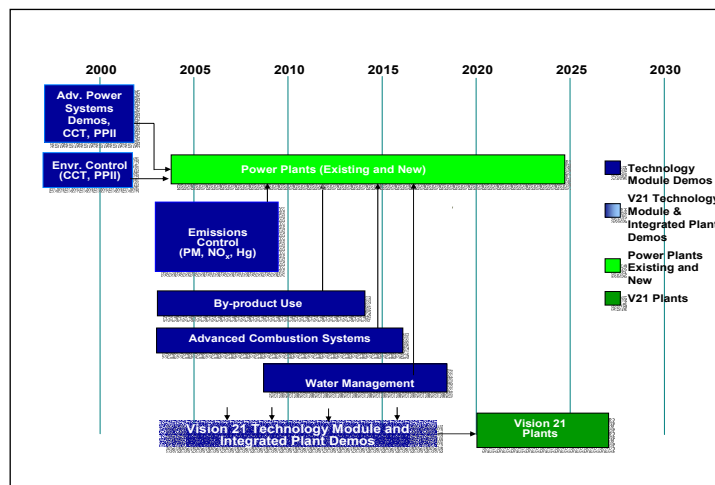 2000
2005
2010
2015
2020
2025
2030
Adv. Power
Systems
Demos,
CCT, PPII
Envr. Control
(CCT, PPII)
Power Plants (Existing and New)
Emissions
Control
(PM, NOx, Hg)
By-product Use
Advanced Combustion Systems
Water Management
Vision 21 Technology Module and
Integrated Plant Demos
Vision 21
Plants
Technology
Module Demos
V21 Technology
Module &
Integrated Plant
Demos
Power Plants
Existing and
New
V21 Plants